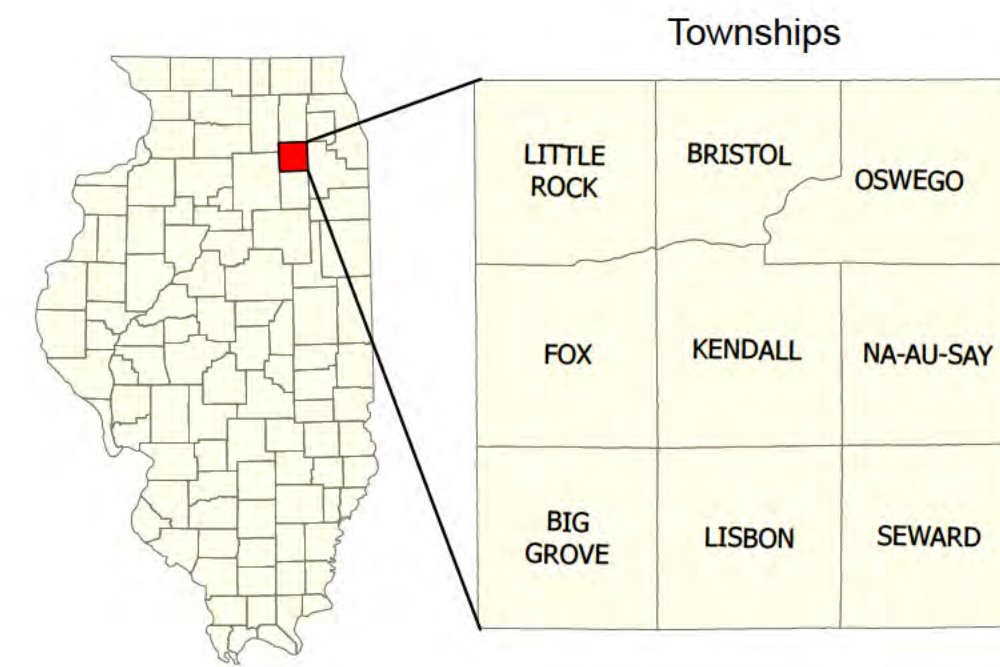 Townships
LITTLE
ROCK
BRISTOL
OSWEGO
FOX
KENDALL
NA-AU-SAY
BIG
GROVE
LISBON
SEWARD